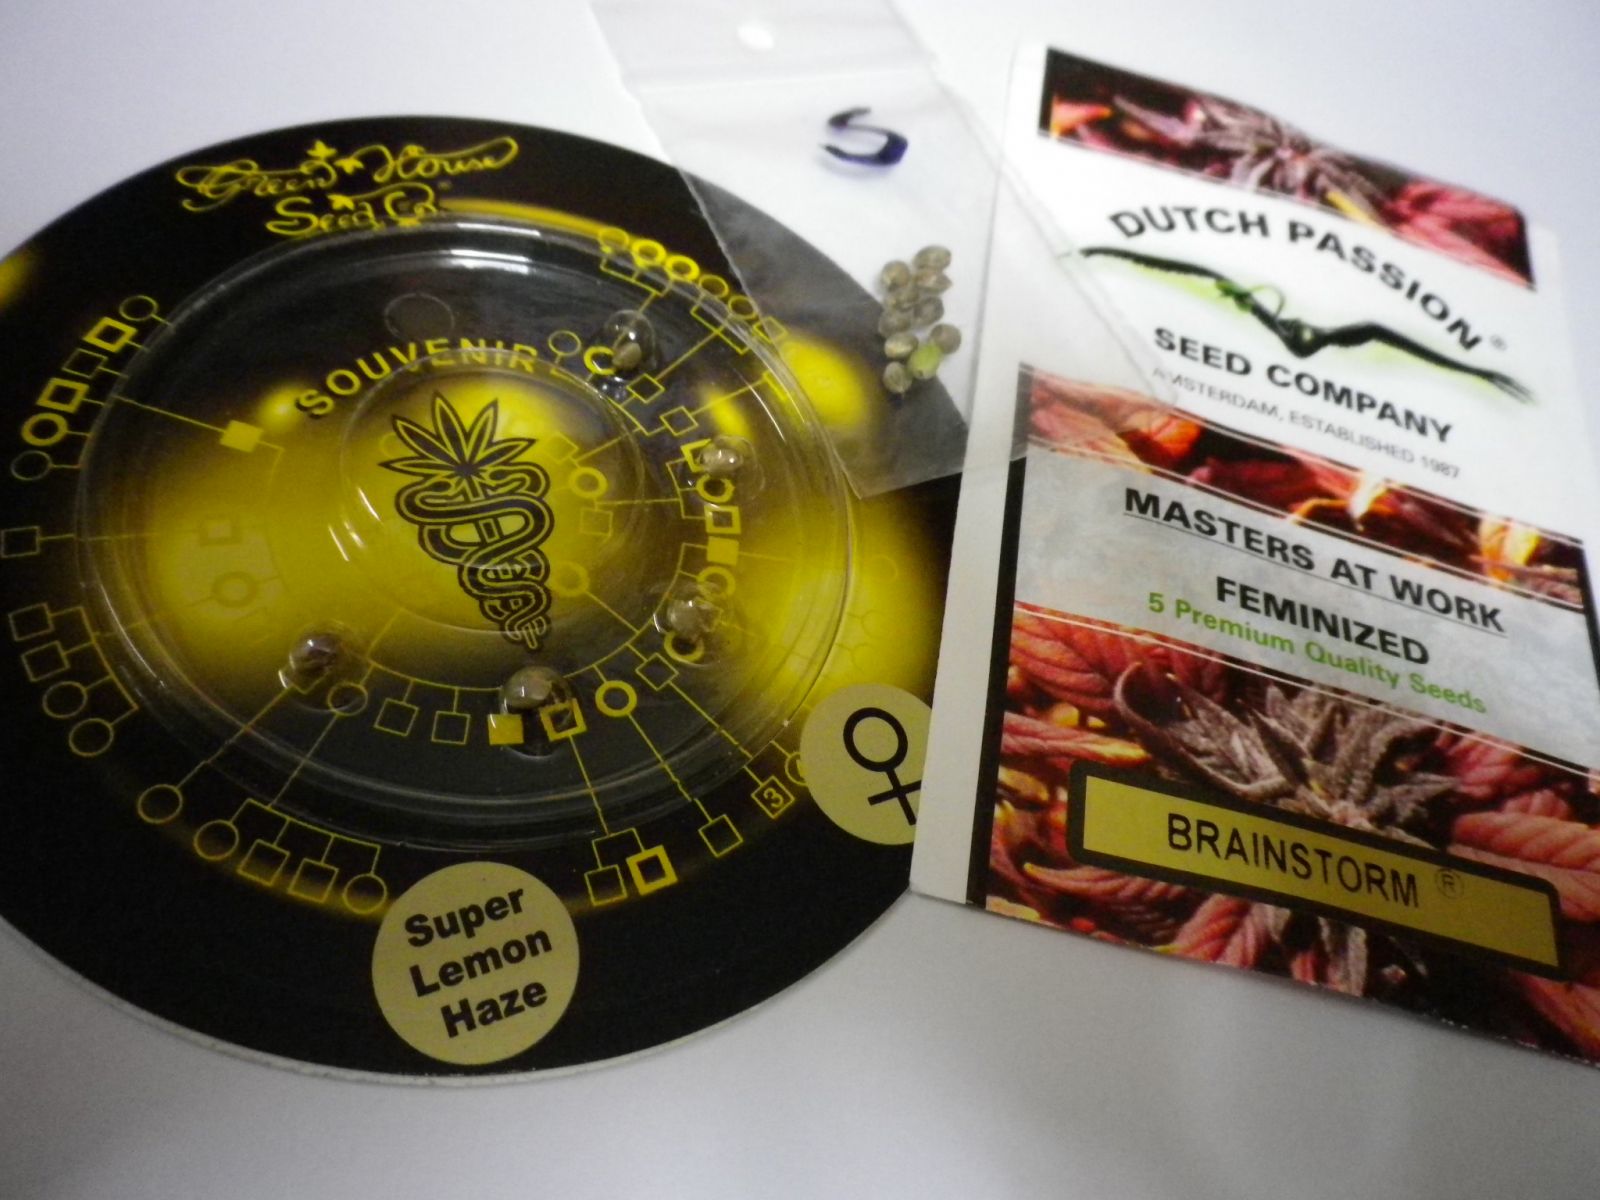 Green House
Seed Co.
SOUVENIR
3
Super
Lemon
Haze
S
DUTCH PASSION®
SEED COMPANY
AMSTERDAM, ESTABLISHED 1987
MASTERS AT WORK
FEMINIZED
5 Premium Quality Seeds
BRAINSTORM®